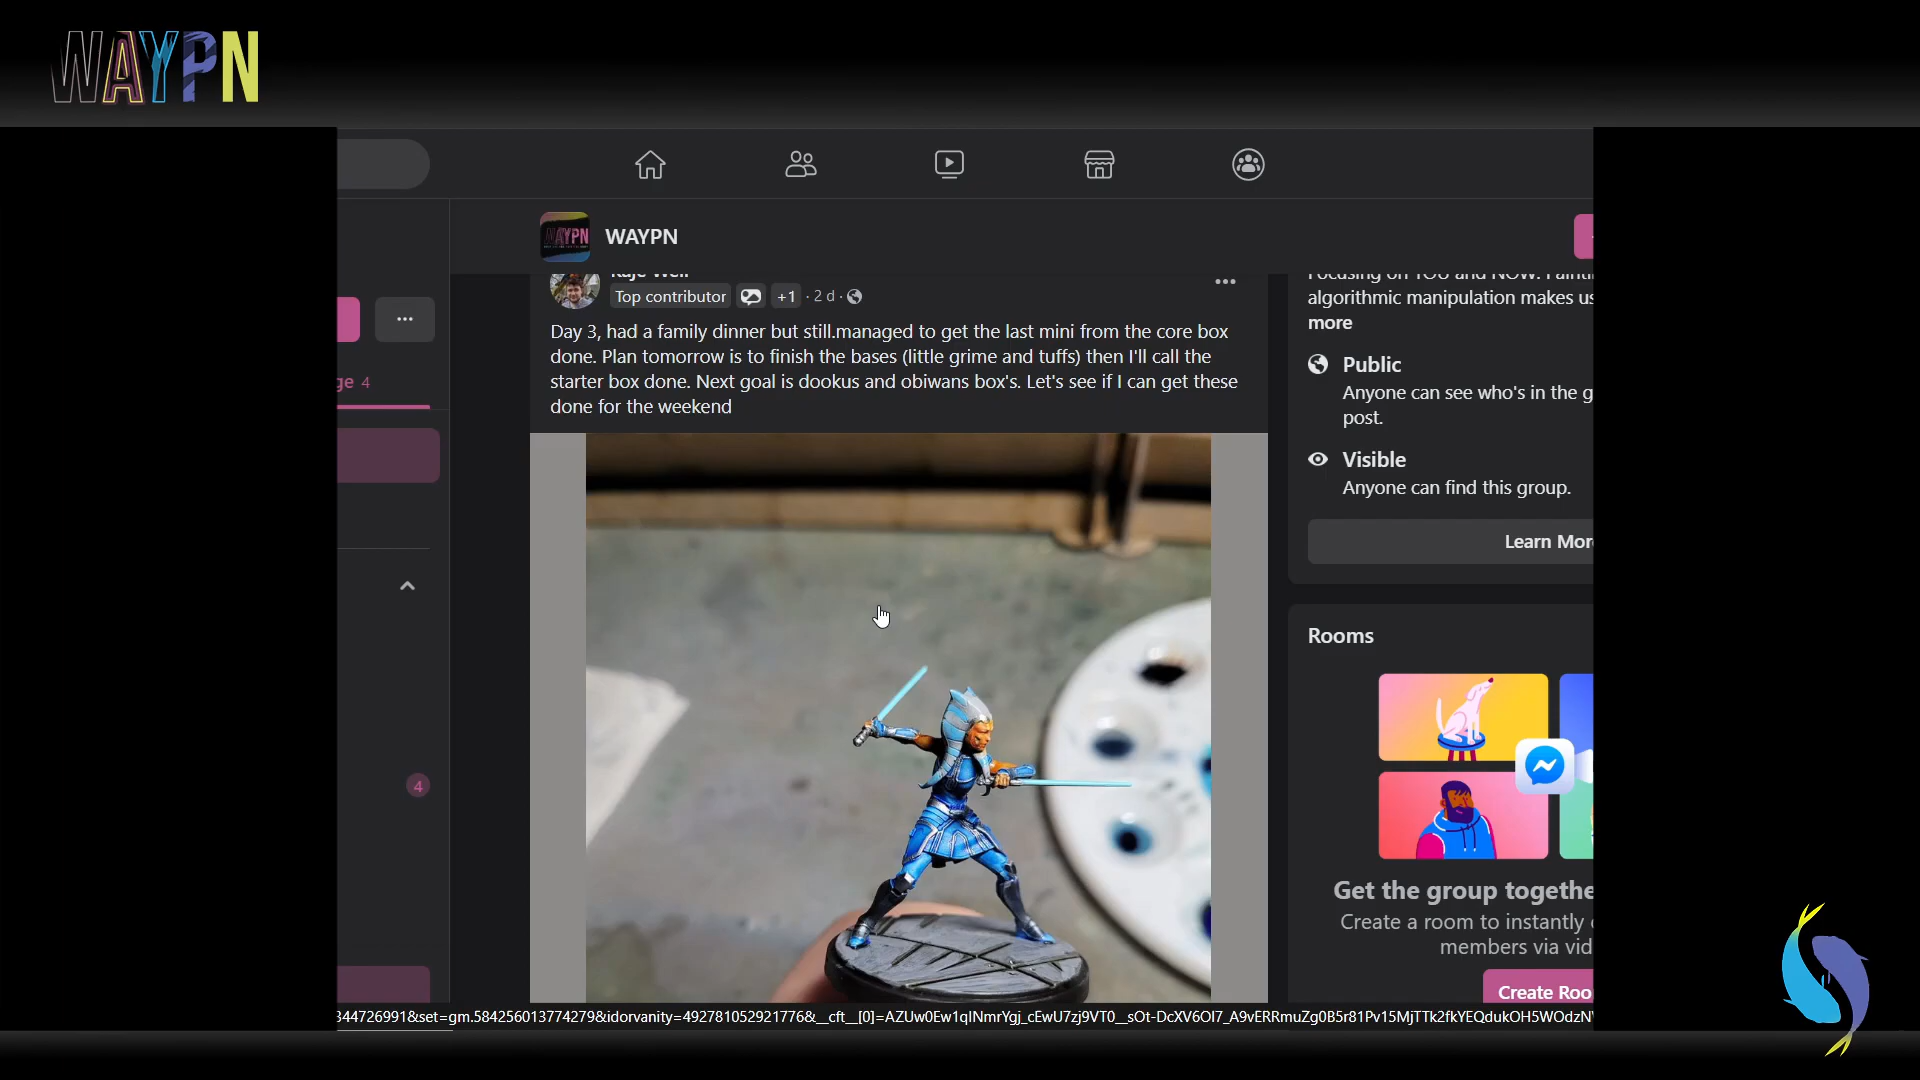 WAYPN
WAYPN
WAYPN
Top contributor
+1 · 2 d ·
Day 3, had a family dinner but still.managed to get the last mini from the core box
done. Plan tomorrow is to finish the bases (little grime and tuffs) then I'll call the
starter box done. Next goal is dookus and obiwans box's. Let's see if I can get these
done for the weekend
ge 4
4
algorithmic manipulation makes us
more
Public
Anyone can see who's in the g
post.
Visible
Anyone can find this group.
Learn Mor
Rooms
Get the group togethe
Create a room to instantly
members via vid
Create Roo